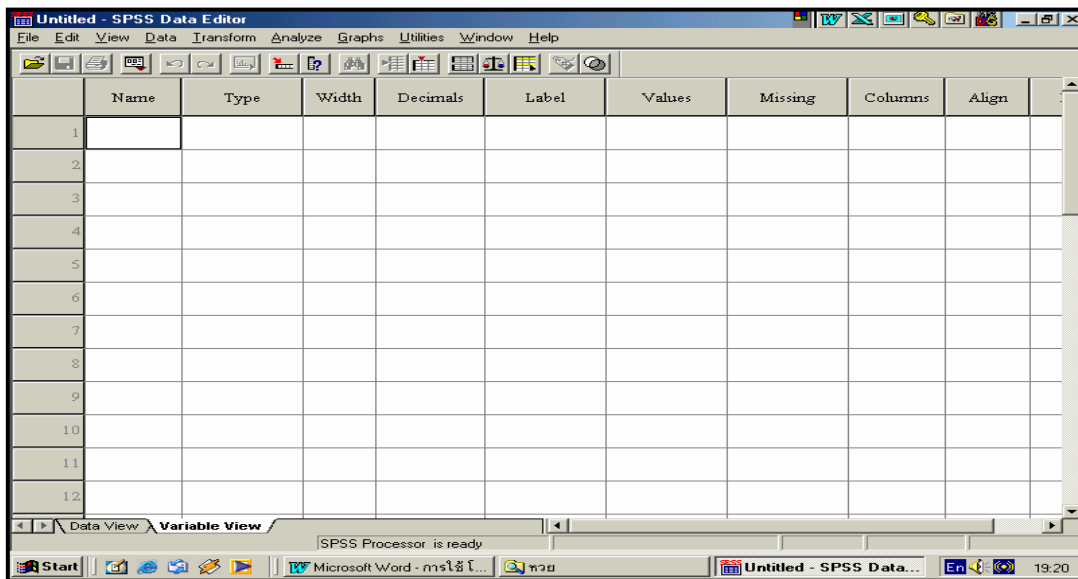 Untitled - SPSS Data Editor
File Edit View Data Transform Analyze Graphs Utilities Window Help
Name Type Width Decimals Label Values Missing Columns Align
1
2
3
4
5
6
7
8
9
10
11
12
Data View Variable View
SPSS Processor is ready
Start Microsoft Word - การใช้ โ... หวย Untitled - SPSS Data... En 19:20